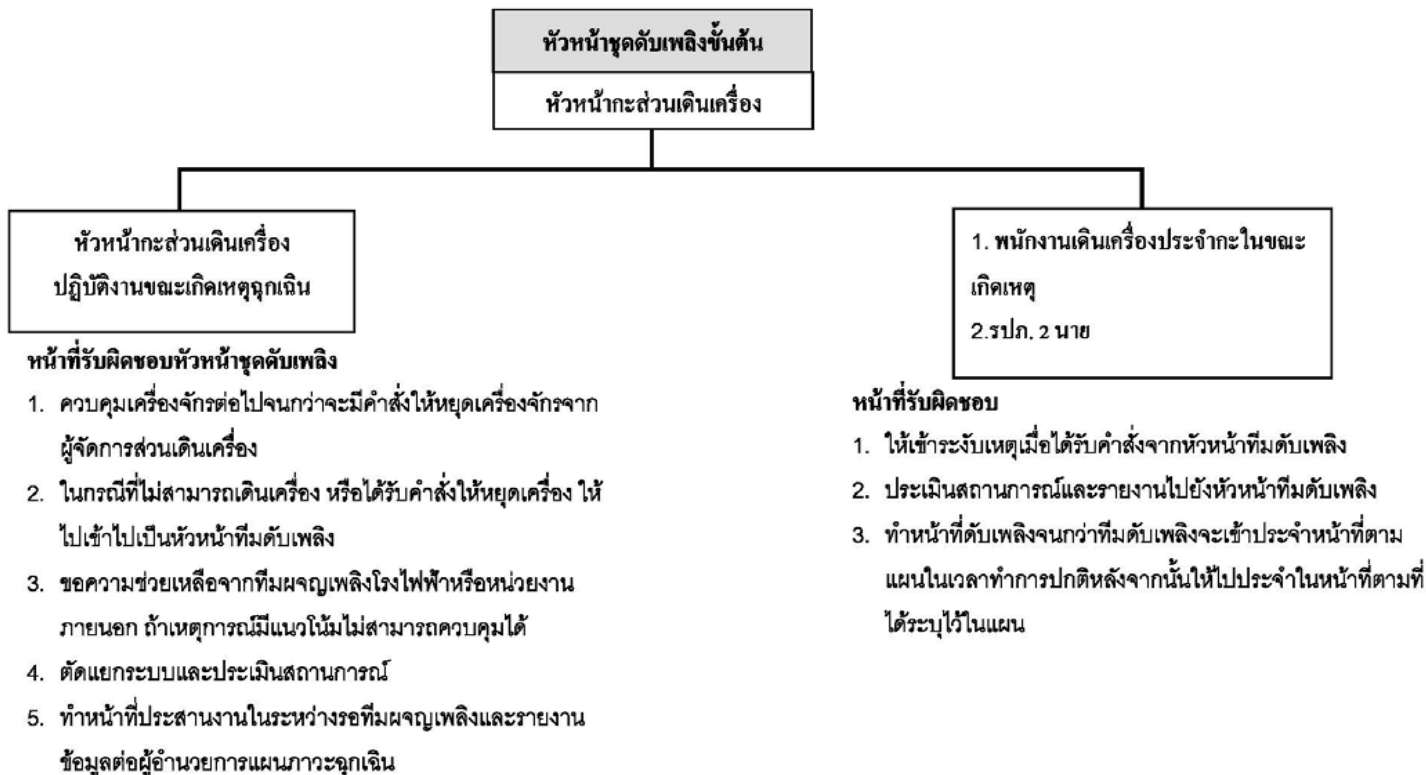 หัวหน้าชุดดับเพลิงขั้นต้น
หัวหน้ากะส่วนเดินเครื่อง
หัวหน้ากะส่วนเดินเครื่อง
ปฏิบัติงานขณะเกิดเหตุฉุกเฉิน
หน้าที่รับผิดชอบหัวหน้าชุดดับเพลิง
1. ควบคุมเครื่องจักรต่อไปจนกว่าจะมีคำสั่งให้หยุดเครื่องจักรจาก
ผู้จัดการส่วนเดินเครื่อง
2. ในกรณีที่ไม่สามารถเดินเครื่อง หรือได้รับคำสั่งให้หยุดเครื่อง ให้
ไปเข้าไปเป็นหัวหน้าทีมดับเพลิง
3. ขอความช่วยเหลือจากทีมผจญเพลิงโรงไฟฟ้าหรือหน่วยงาน
ภายนอก ถ้าเหตุการณ์มีแนวโน้มไม่สามารถควบคุมได้
4. ตัดแยกระบบและประเมินสถานการณ์
5. ทำหน้าที่ประสานงานในระหว่างรอทีมผจญเพลิงและรายงาน
ข้อมูลต่อผู้อำนวยการแผนภาวะฉุกเฉิน
1. พนักงานเดินเครื่องประจำกะในขณะ
เกิดเหตุ
2.รปภ. 2 นาย
หน้าที่รับผิดชอบ
1. ให้เข้าระงับเหตุเมื่อได้รับคำสั่งจากหัวหน้าทีมดับเพลิง
2. ประเมินสถานการณ์และรายงานไปยังหัวหน้าทีมดับเพลิง
3. ทำหน้าที่ดับเพลิงจนกว่าทีมดับเพลิงจะเข้าประจำหน้าที่ตาม
แผนในเวลาทำการปกติหลังจากนั้นให้ไปประจำในหน้าที่ตามที่
ได้ระบุไว้ในแผน